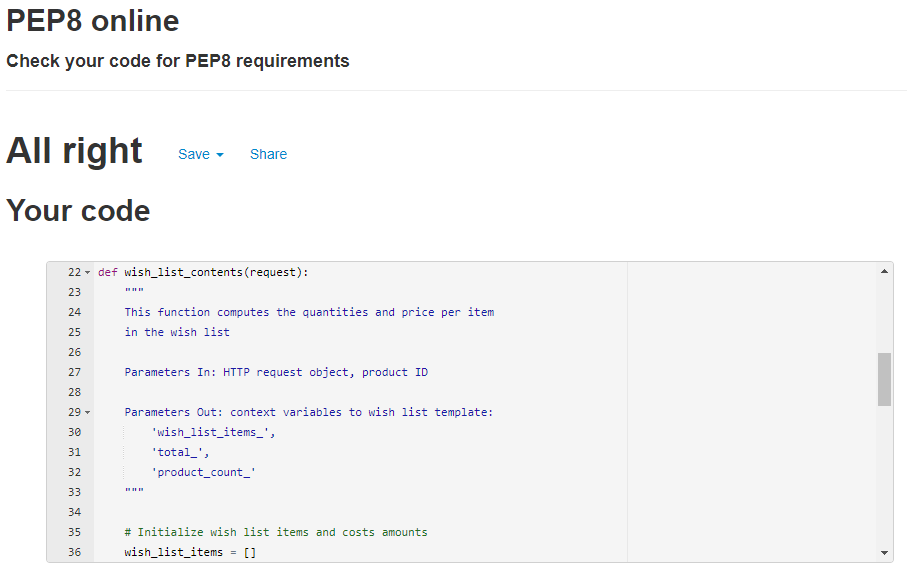 PEP8 online
Check your code for PEP8 requirements
All right Save Share
Your code
22 def wish_list_contents(request):
23 """
24 This function computes the quantities and price per item
25 in the wish list
26
27 Parameters In: HTTP request object, product ID
28
29 Parameters Out: context variables to wish list template:
30 'wish_list_items_',
31 'total_',
32 'product_count_'
33 """
34
35 # Initialize wish list items and costs amounts
36 wish_list_items = []